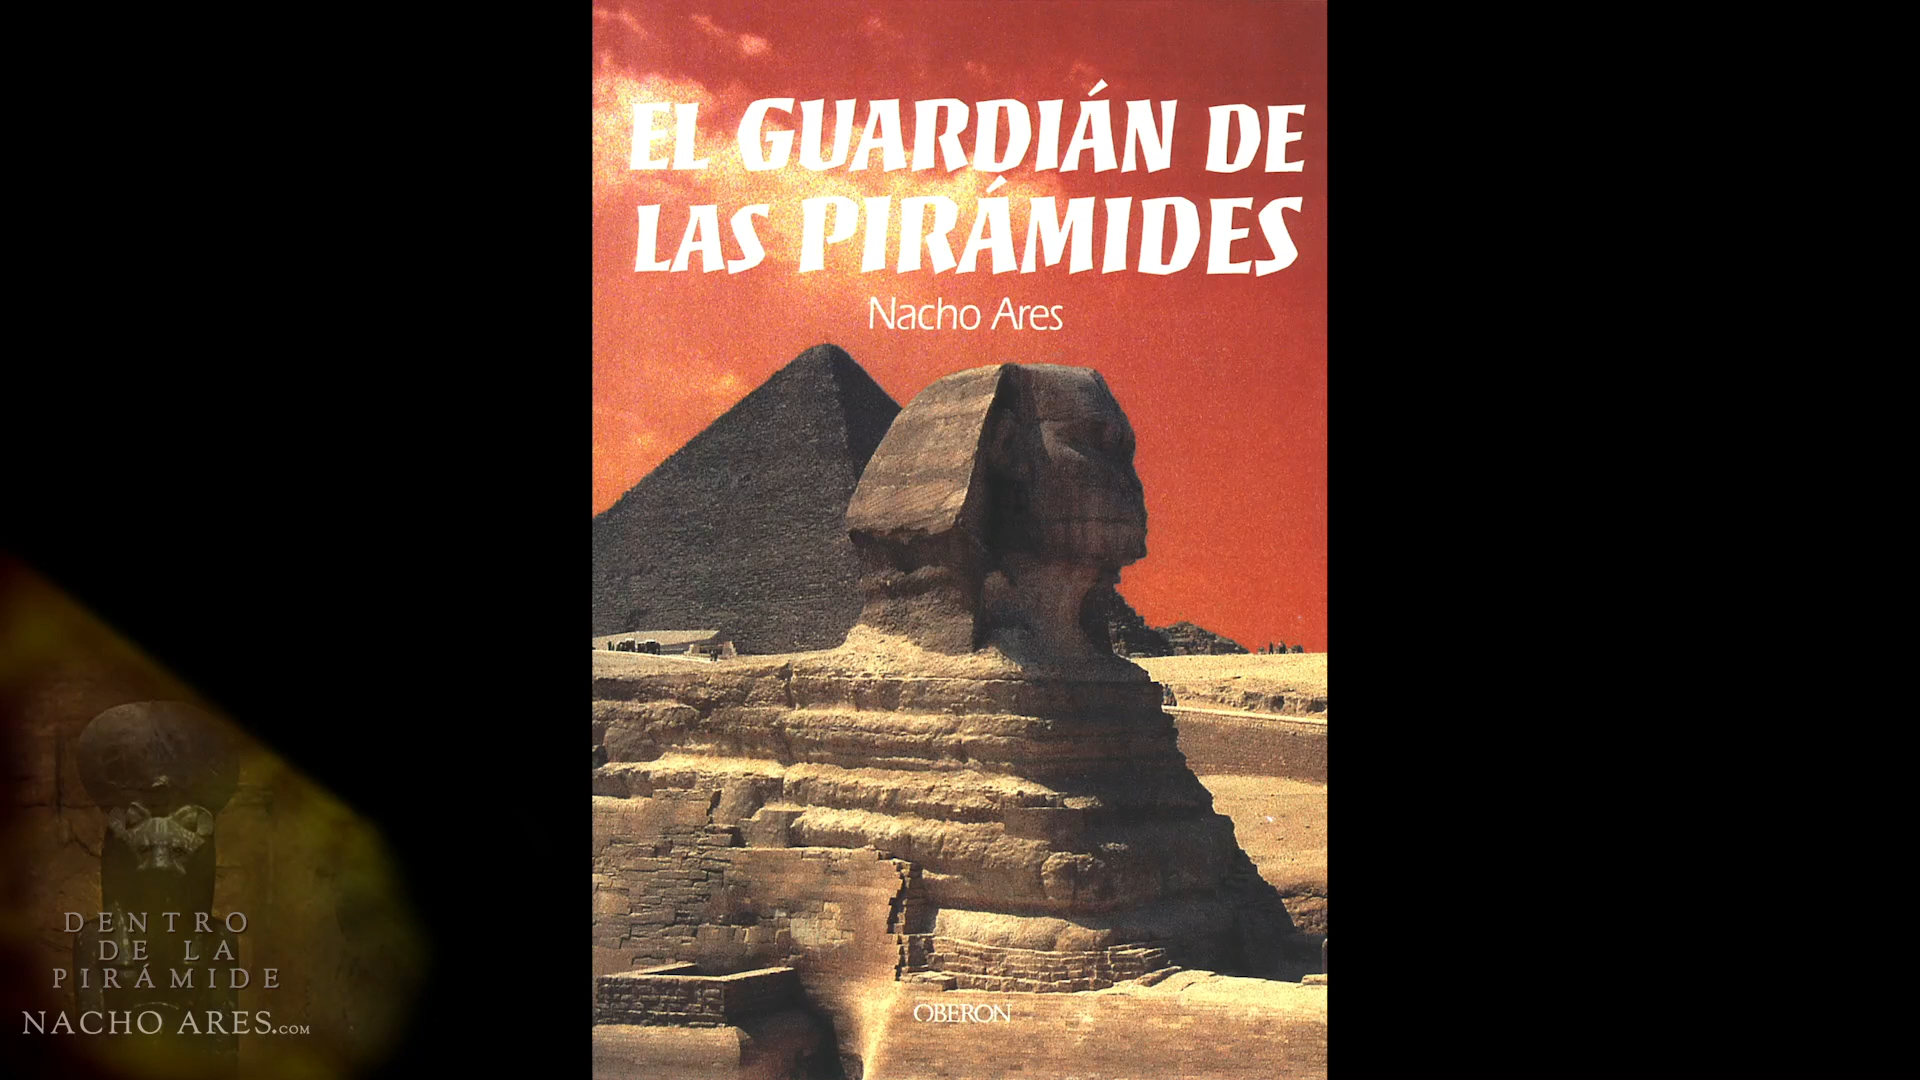 EL GUARDIÁN DE
LAS PIRÁMIDES
Nacho Ares
OBERON
DENTRO
DE LA
PIRÁMIDE
NACHO ARES.COM